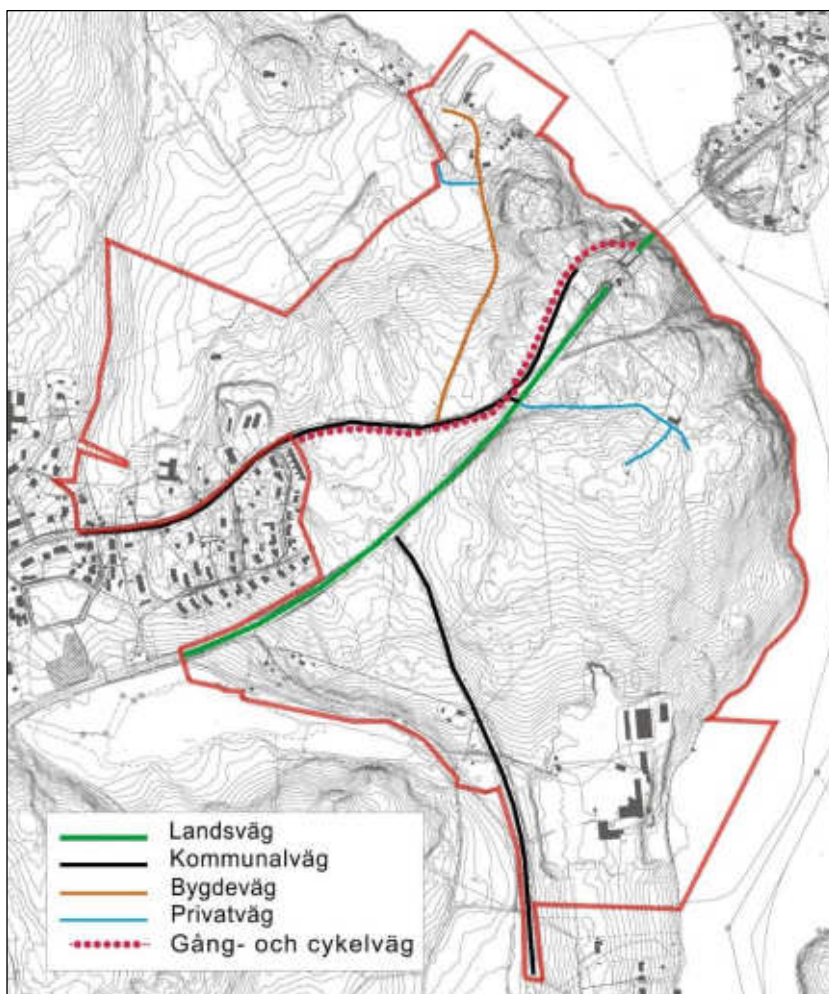 Landsväg
Kommunalväg
Bygdeväg
Privatväg
Gång- och cykelväg